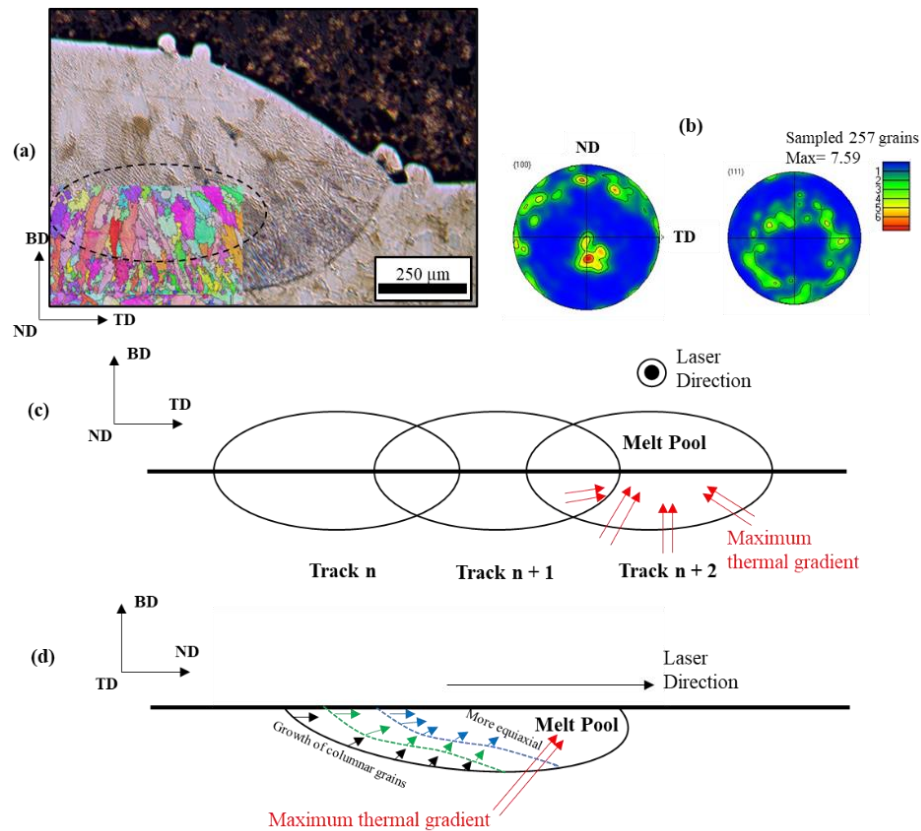 (a)
BD
ND
TD
250 μm
(b)
Sampled 257 grains
Max= 7.59
ND
{100}
TD
{111}
1
2
3
4
5
6
(c)
BD
TD
ND
Laser
Direction
Melt Pool
Maximum
thermal gradient
Track n
Track n + 1
Track n + 2
(d)
BD
ND
TD
Laser
Direction
More equiaxial
Melt Pool
Growth of columnar grains
Maximum thermal gradient